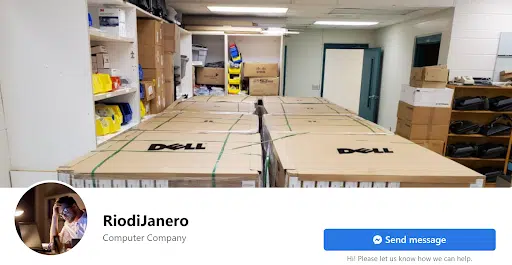 DELL
DELL
RiodiJanero
Computer Company
Send message
Hi! Please let us know how we can help.